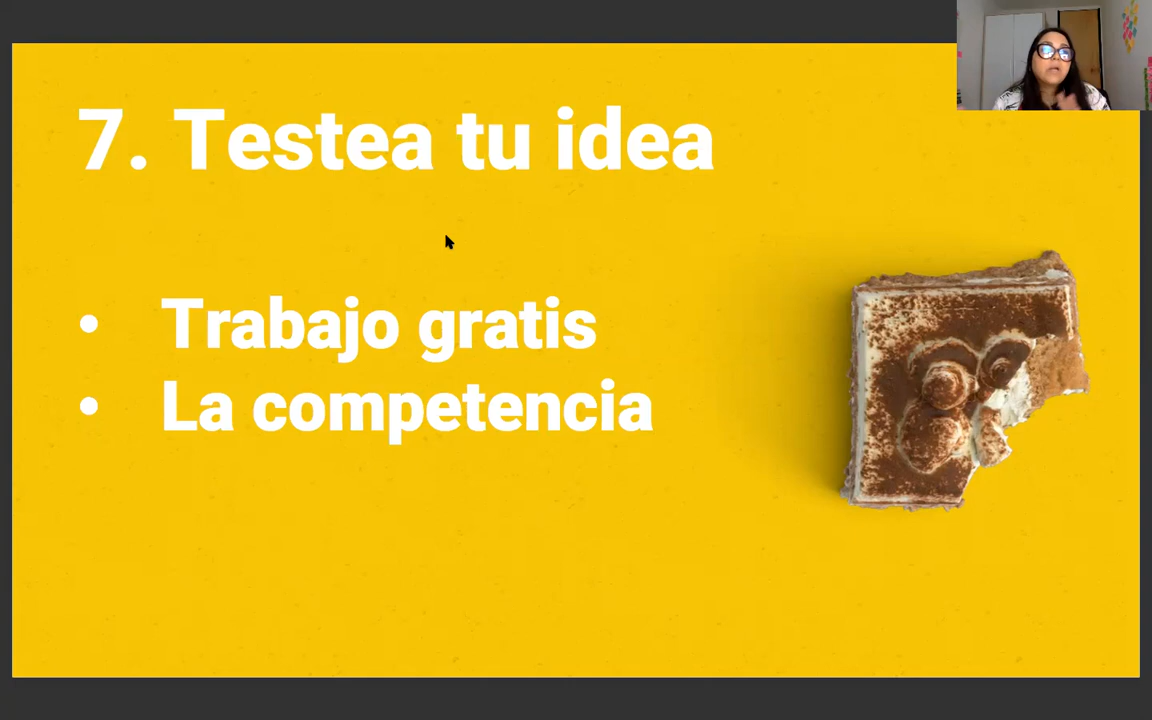 7. Testea tu idea
• Trabajo gratis
• La competencia